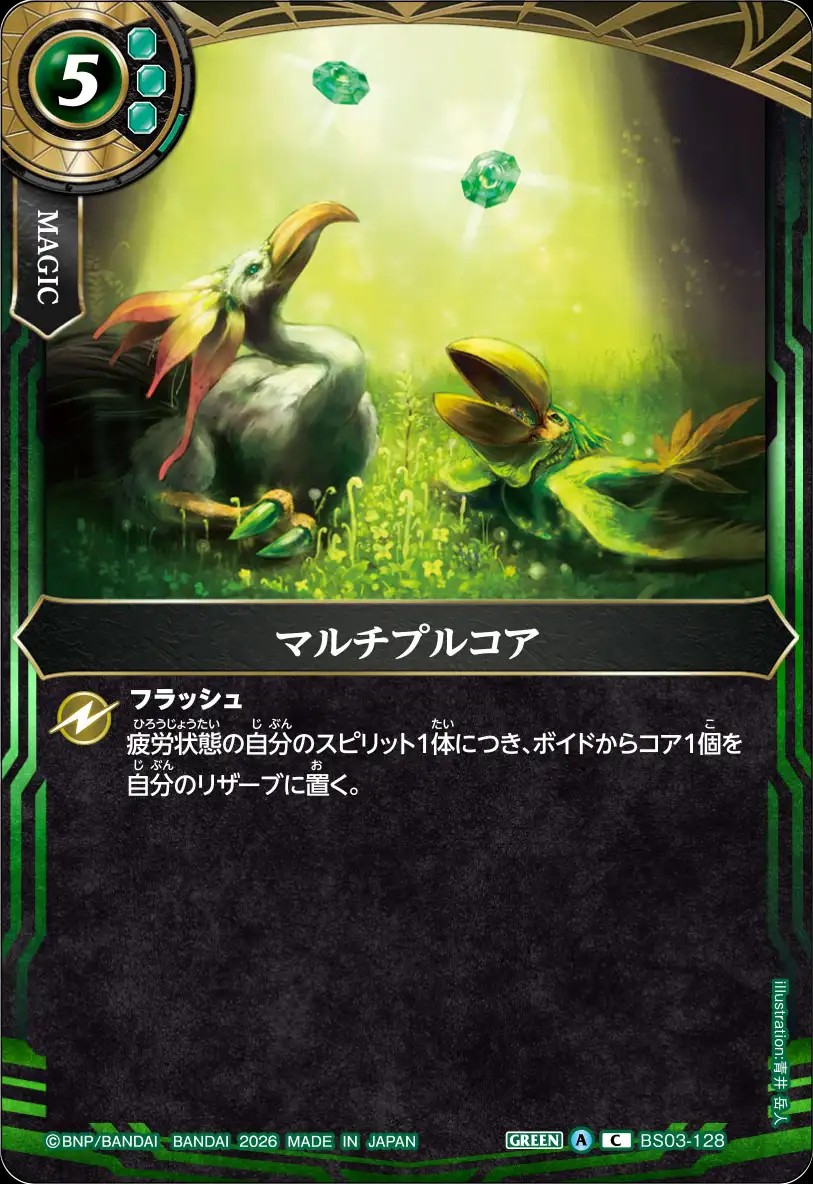 5
MAGIC
マルチプルコア
フラッシュ
疲労状態の自分のスピリット1体につき、ボイドからコア1個を
自分のリザーブに置く。
illustration:青井 岳人
©BNP/BANDAI BANDAI 2026 MADE IN JAPAN
GREEN A C BS03-128